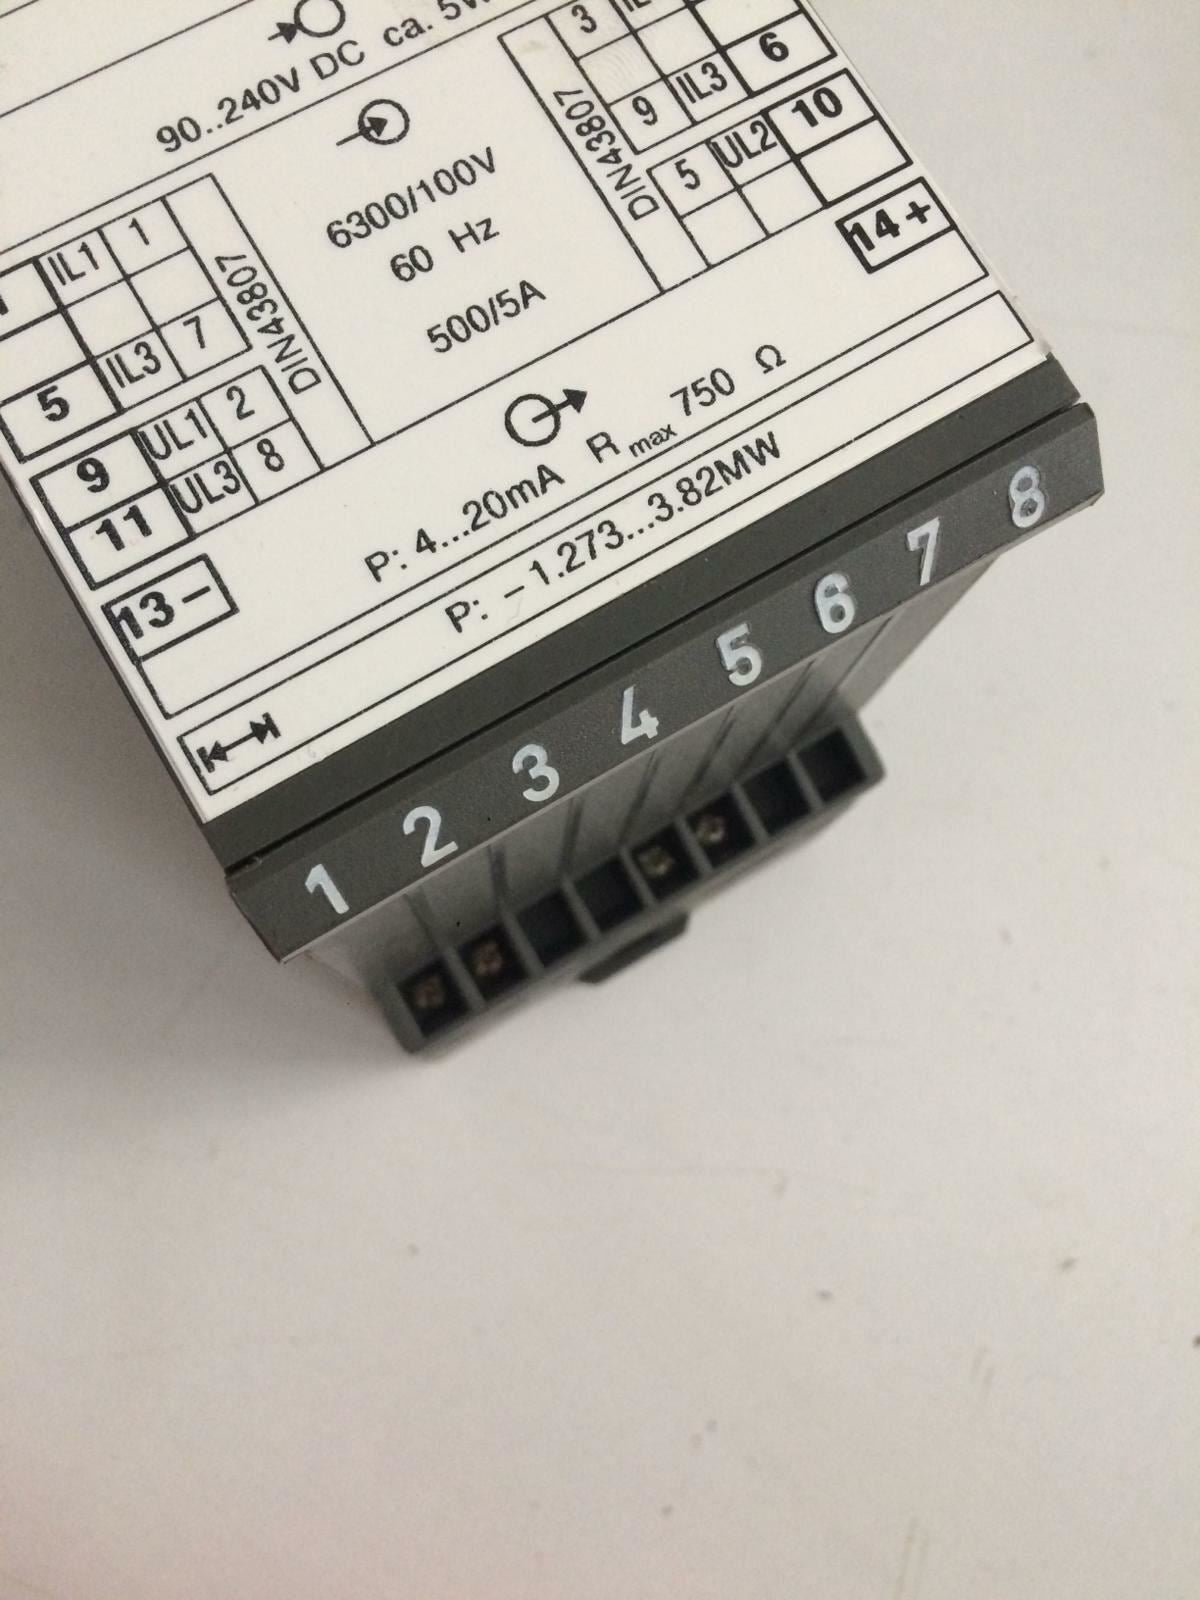 90..240V DC ca. 5W
6300/100V
60 Hz
500/5A
IL1 1
IL3 7
5
DIN43807
9 UL1 2
11 UL3 8
13 -
3
9 IL3 6
DIN43807
5 UL2 10
14 +
P: 4...20mA R max 750 Ω
P: - 1.273...3.82MW
1 2 3 4 5 6 7 8